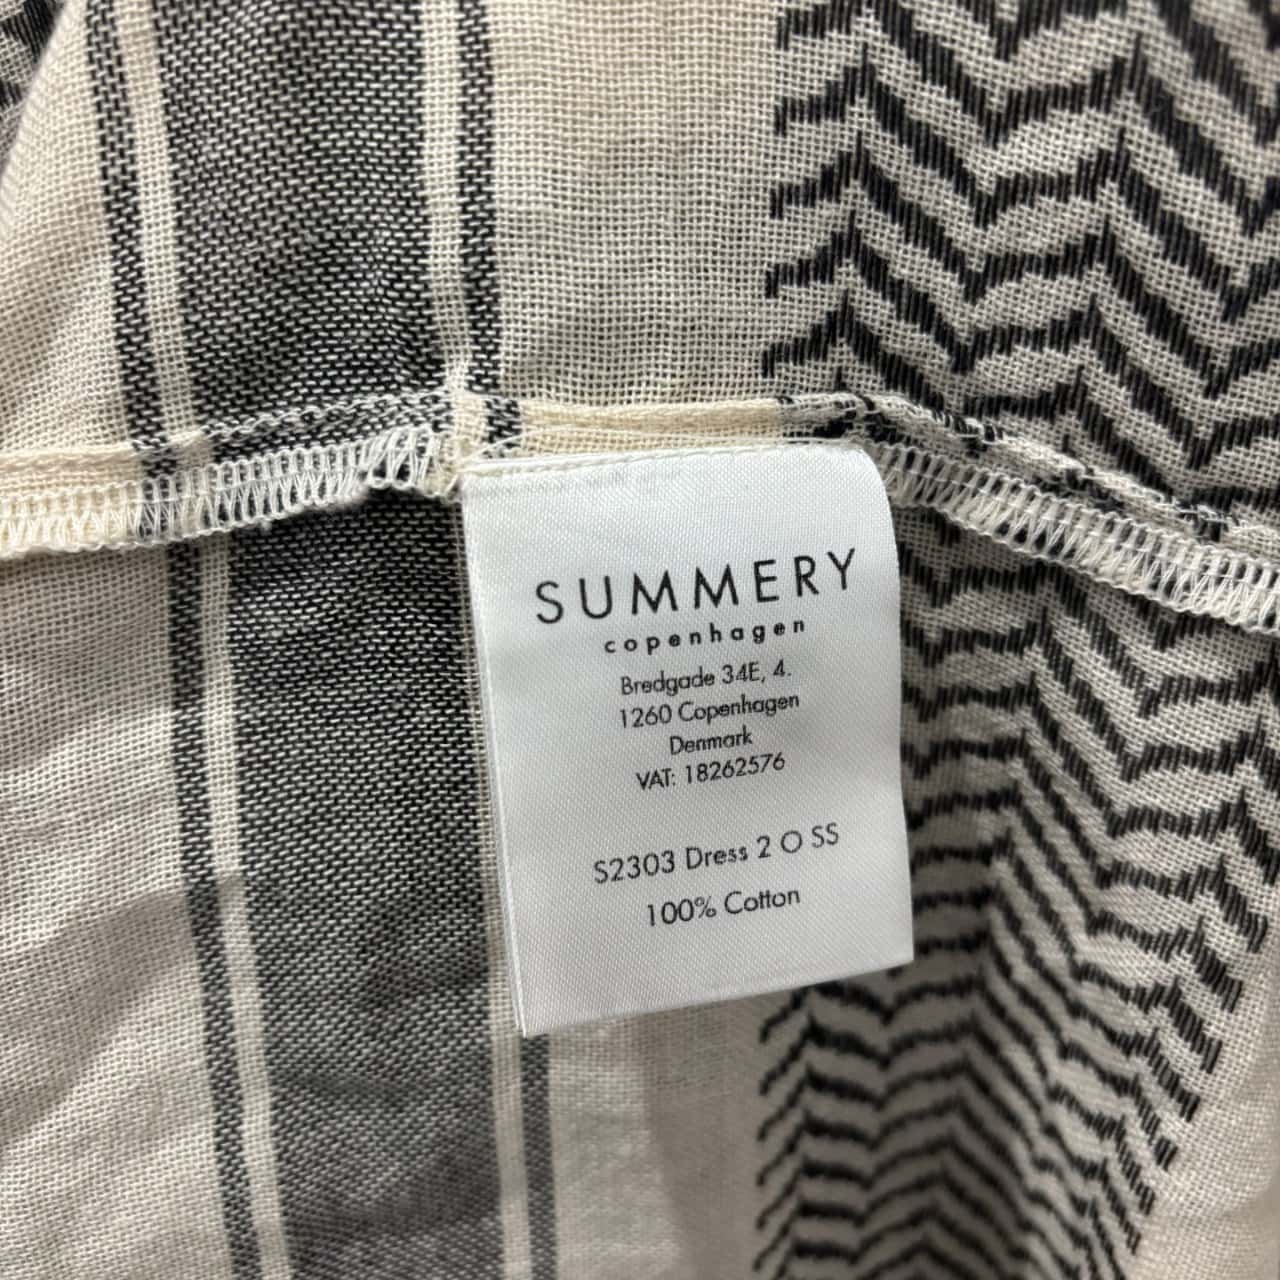 SUMMERY
copenhagen
Bredgade 34E, 4.
1260 Copenhagen
Denmark
VAT: 18262576
S2303 Dress 2 O SS
100% Cotton